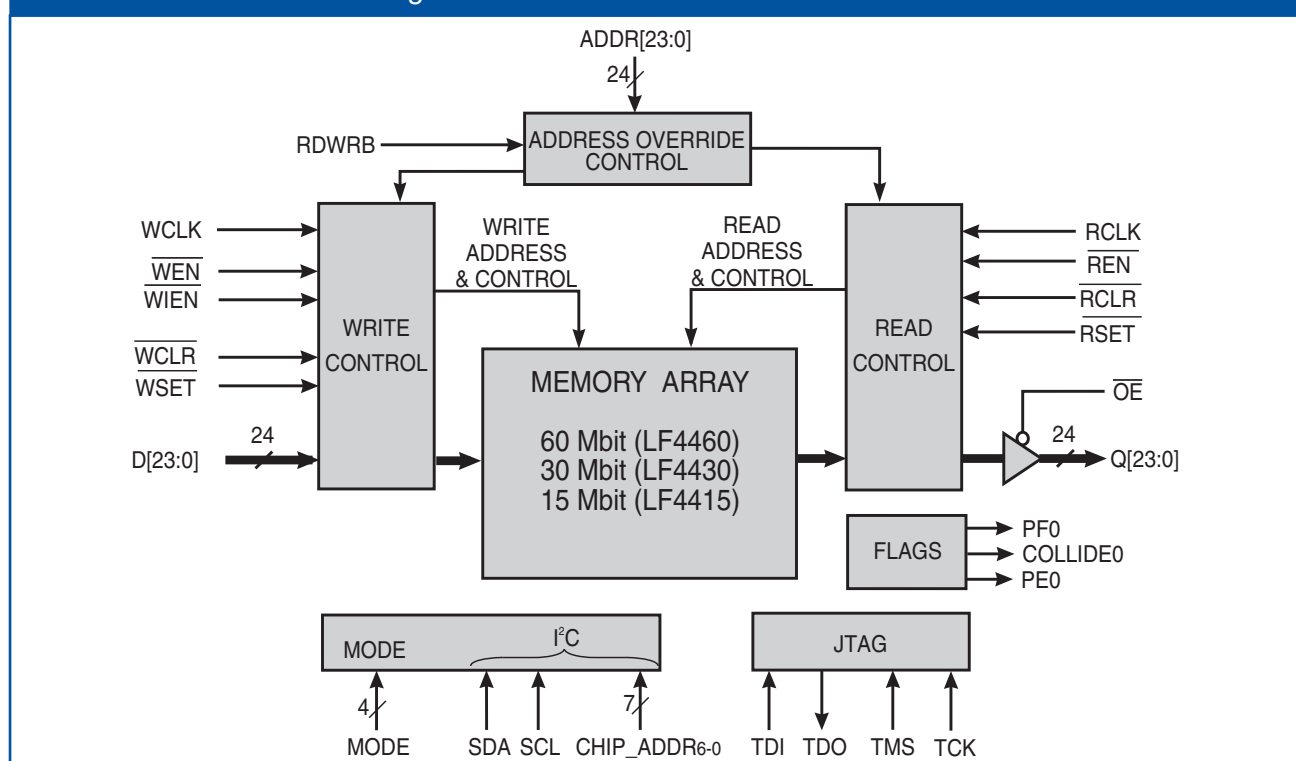 ADDR[23:0]
24
RDWRB
ADDRESS OVERRIDE
CONTROL
WCLK
WEN
WIEN
WCLR
WSET
D[23:0]
24
WRITE
CONTROL
WRITE
ADDRESS
& CONTROL
READ
ADDRESS
& CONTROL
READ
CONTROL
RCLK
REN
RCLR
RSET
OE
24
Q[23:0]
MEMORY ARRAY
60 Mbit (LF4460)
30 Mbit (LF4430)
15 Mbit (LF4415)
FLAGS
PF0
COLLIDE0
PE0
MODE
I²C
4
7
MODE
SDA
SCL
CHIP_ADDR6-0
JTAG
TDI
TDO
TMS
TCK